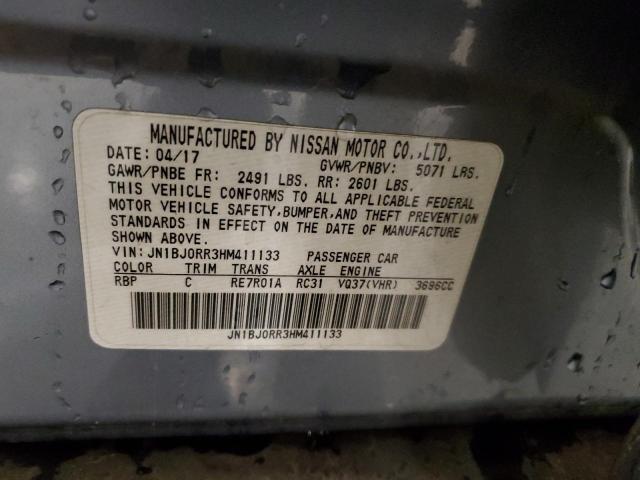 MANUFACTURED BY NISSAN MOTOR CO.,LTD.
DATE: 04/17 GVWR/PNBV: 5071 LBS.
GAWR/PNBE FR: 2491 LBS. RR: 2601 LBS.
THIS VEHICLE CONFORMS TO ALL APPLICABLE FEDERAL
MOTOR VEHICLE SAFETY,BUMPER,AND THEFT PREVENTION
STANDARDS IN EFFECT ON THE DATE OF MANUFACTURE
SHOWN ABOVE.
VIN: JN1BJ0RR3HM411133 PASSENGER CAR
COLOR TRIM TRANS AXLE ENGINE
RBP C RE7R01A RC31 VQ37(VHR) 3696CC
JN1BJ0RR3HM411133